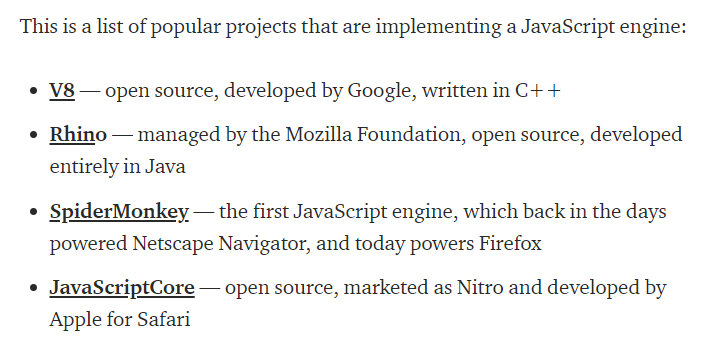 This is a list of popular projects that are implementing a JavaScript engine:
• V8 — open source, developed by Google, written in C++
• Rhino — managed by the Mozilla Foundation, open source, developed
entirely in Java
• SpiderMonkey — the first JavaScript engine, which back in the days
powered Netscape Navigator, and today powers Firefox
• JavaScriptCore — open source, marketed as Nitro and developed by
Apple for Safari